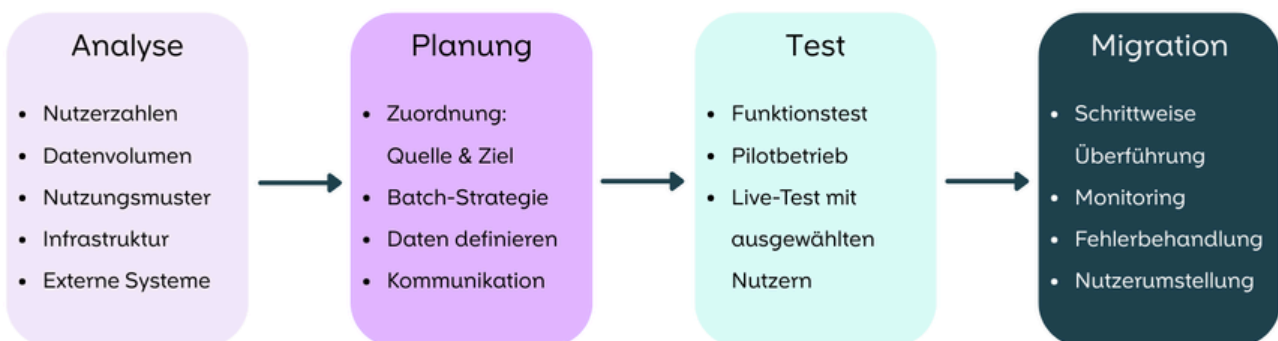 Analyse
• Nutzerzahlen
• Datenvolumen
• Nutzungsmuster
• Infrastruktur
• Externe Systeme
Planung
• Zuordnung:
Quelle & Ziel
• Batch-Strategie
• Daten definieren
• Kommunikation
Test
• Funktionstest
• Pilotbetrieb
• Live-Test mit
ausgewählten
Nutzern
Migration
• Schrittweise
Überführung
• Monitoring
• Fehlerbehandlung
• Nutzerumstellung